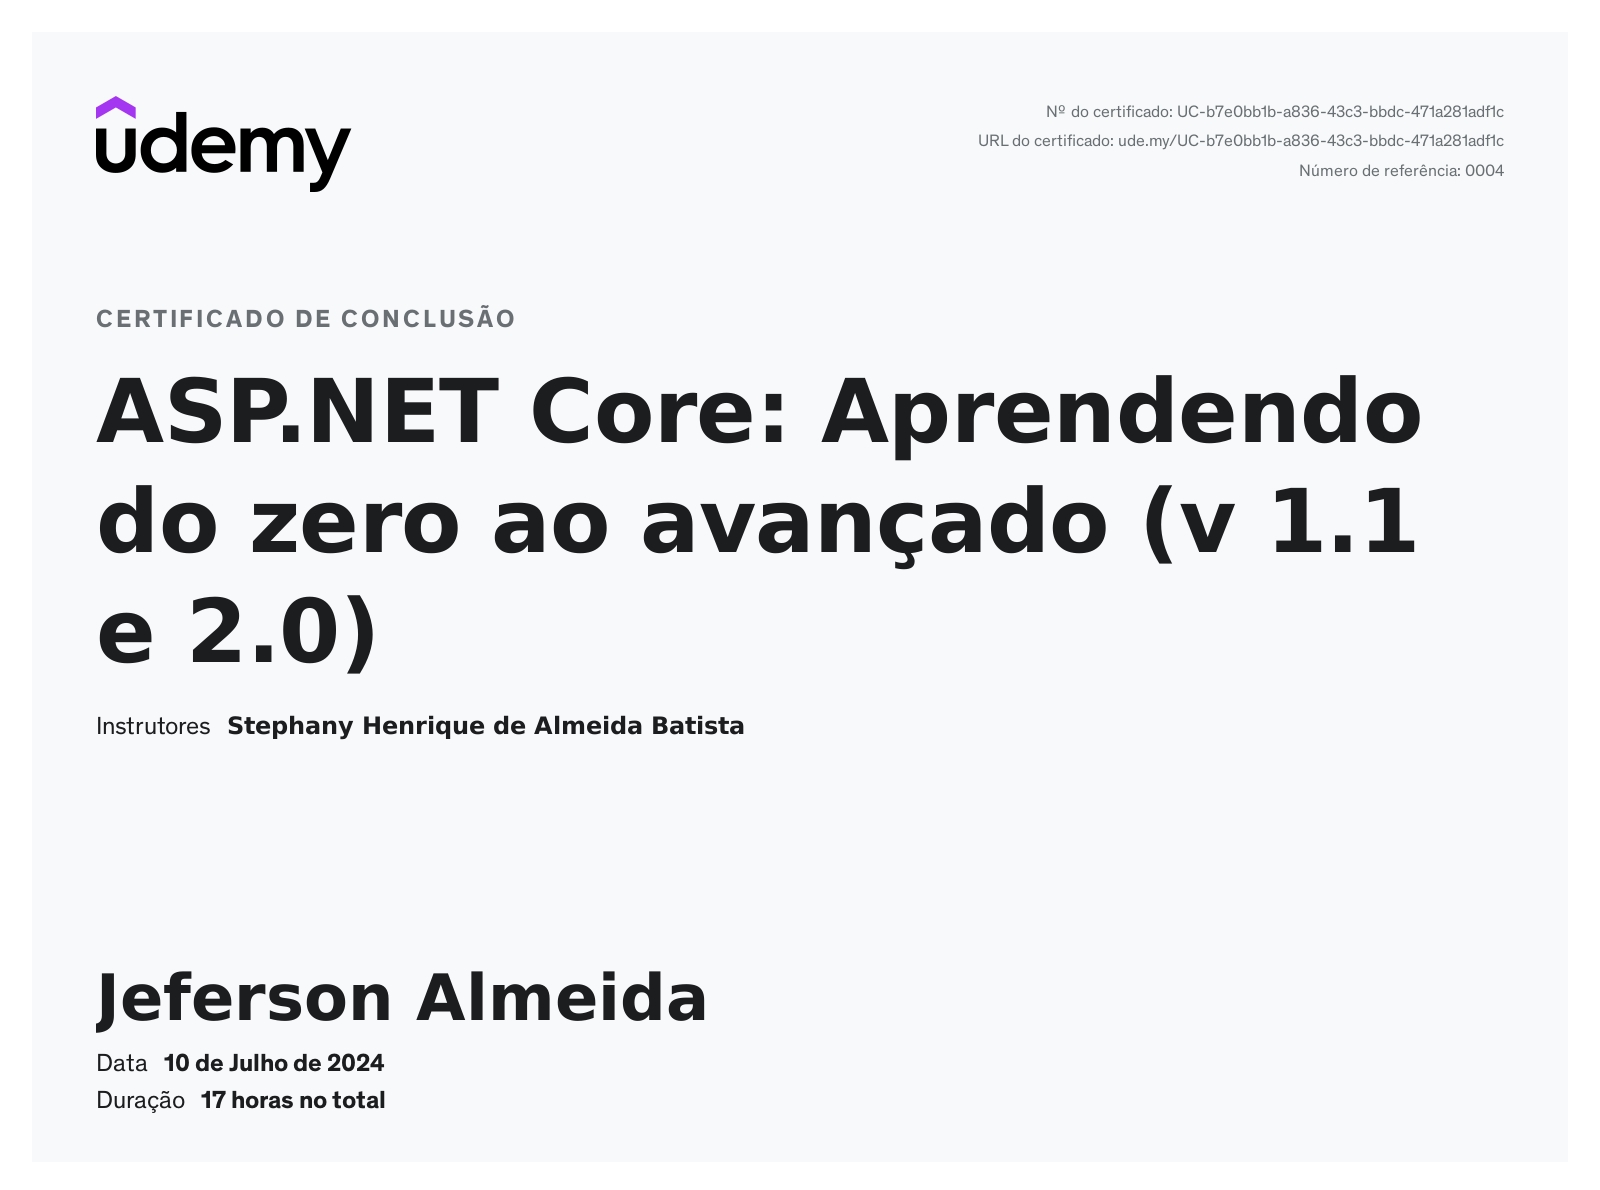 udemy
Nº do certificado: UC-b7e0bb1b-a836-43c3-bbdc-471a281adf1c
URL do certificado: ude.my/UC-b7e0bb1b-a836-43c3-bbdc-471a281adf1c
Número de referência: 0004
CERTIFICADO DE CONCLUSÃO
ASP.NET Core: Aprendendo
do zero ao avançado (v 1.1
e 2.0)
Instrutores Stephany Henrique de Almeida Batista
Jeferson Almeida
Data 10 de Julho de 2024
Duração 17 horas no total